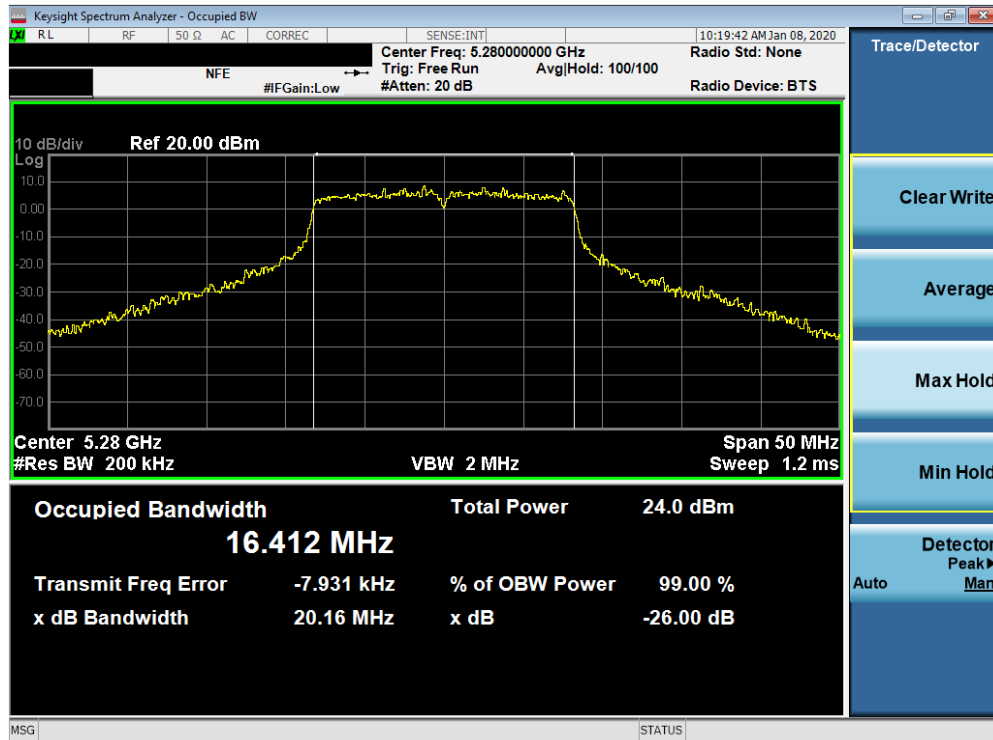 Keysight Spectrum Analyzer - Occupied BW
LXI RL RF 50 Ω AC CORREC SENSE:INT 10:19:42 AM Jan 08, 2020
Center Freq: 5.280000000 GHz Radio Std: None
NFE Trig: Free Run Avg|Hold: 100/100
#IFGain:Low #Atten: 20 dB Radio Device: BTS
10 dB/div Ref 20.00 dBm
Log
10.0
0.00
-10.0
-20.0
-30.0
-40.0
-50.0
-60.0
-70.0
Center 5.28 GHz Span 50 MHz
#Res BW 200 kHz VBW 2 MHz Sweep 1.2 ms
Occupied Bandwidth Total Power 24.0 dBm
16.412 MHz
Transmit Freq Error -7.931 kHz % of OBW Power 99.00 %
x dB Bandwidth 20.16 MHz x dB -26.00 dB
MSG STATUS
Trace/Detector
Clear Write
Average
Max Hold
Min Hold
Detector
Peak▶
Auto Man